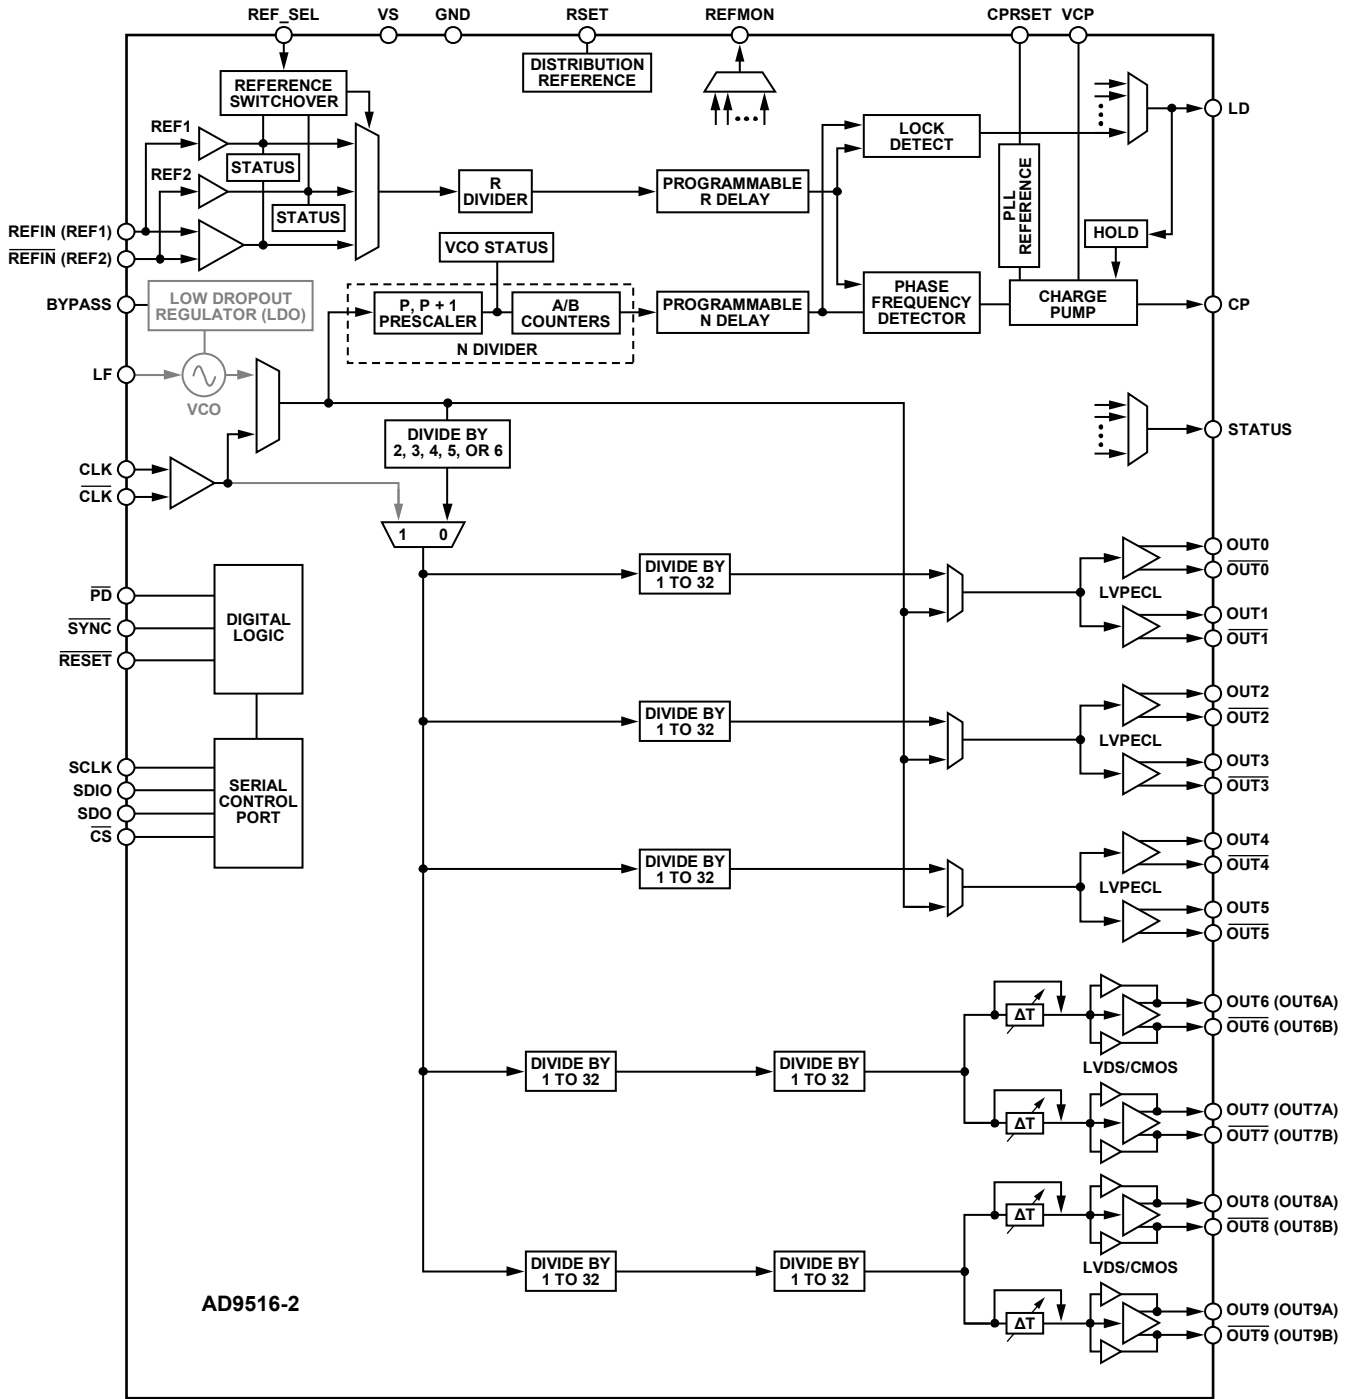 REF_SEL VS GND RSET REFMON CPRSET VCP
DISTRIBUTION
REFERENCE
REFERENCE
SWITCHOVER
LD
REF1
LOCK
DETECT
STATUS
REF2
R
DIVIDER
PROGRAMMABLE
R DELAY
PLL
REFERENCE
STATUS
REFIN (REF1)
REFIN (REF2)
VCO STATUS
HOLD
BYPASS
LOW DROPOUT
REGULATOR (LDO)
P, P + 1
PRESCALER
A/B
COUNTERS
N DIVIDER
PROGRAMMABLE
N DELAY
PHASE
FREQUENCY
DETECTOR
CHARGE
PUMP
CP
LF
VCO
DIVIDE BY
2, 3, 4, 5, OR 6
STATUS
CLK
CLK
1 0
PD
SYNC
RESET
DIGITAL
LOGIC
DIVIDE BY
1 TO 32
LVPECL
OUT0
OUT0
OUT1
OUT1
DIVIDE BY
1 TO 32
LVPECL
OUT2
OUT2
OUT3
OUT3
SCLK
SDIO
SDO
CS
SERIAL
CONTROL
PORT
DIVIDE BY
1 TO 32
LVPECL
OUT4
OUT4
OUT5
OUT5
DIVIDE BY
1 TO 32
DIVIDE BY
1 TO 32
ΔT
ΔT
LVDS/CMOS
OUT6 (OUT6A)
OUT6 (OUT6B)
OUT7 (OUT7A)
OUT7 (OUT7B)
DIVIDE BY
1 TO 32
DIVIDE BY
1 TO 32
ΔT
ΔT
LVDS/CMOS
OUT8 (OUT8A)
OUT8 (OUT8B)
OUT9 (OUT9A)
OUT9 (OUT9B)
AD9516-2